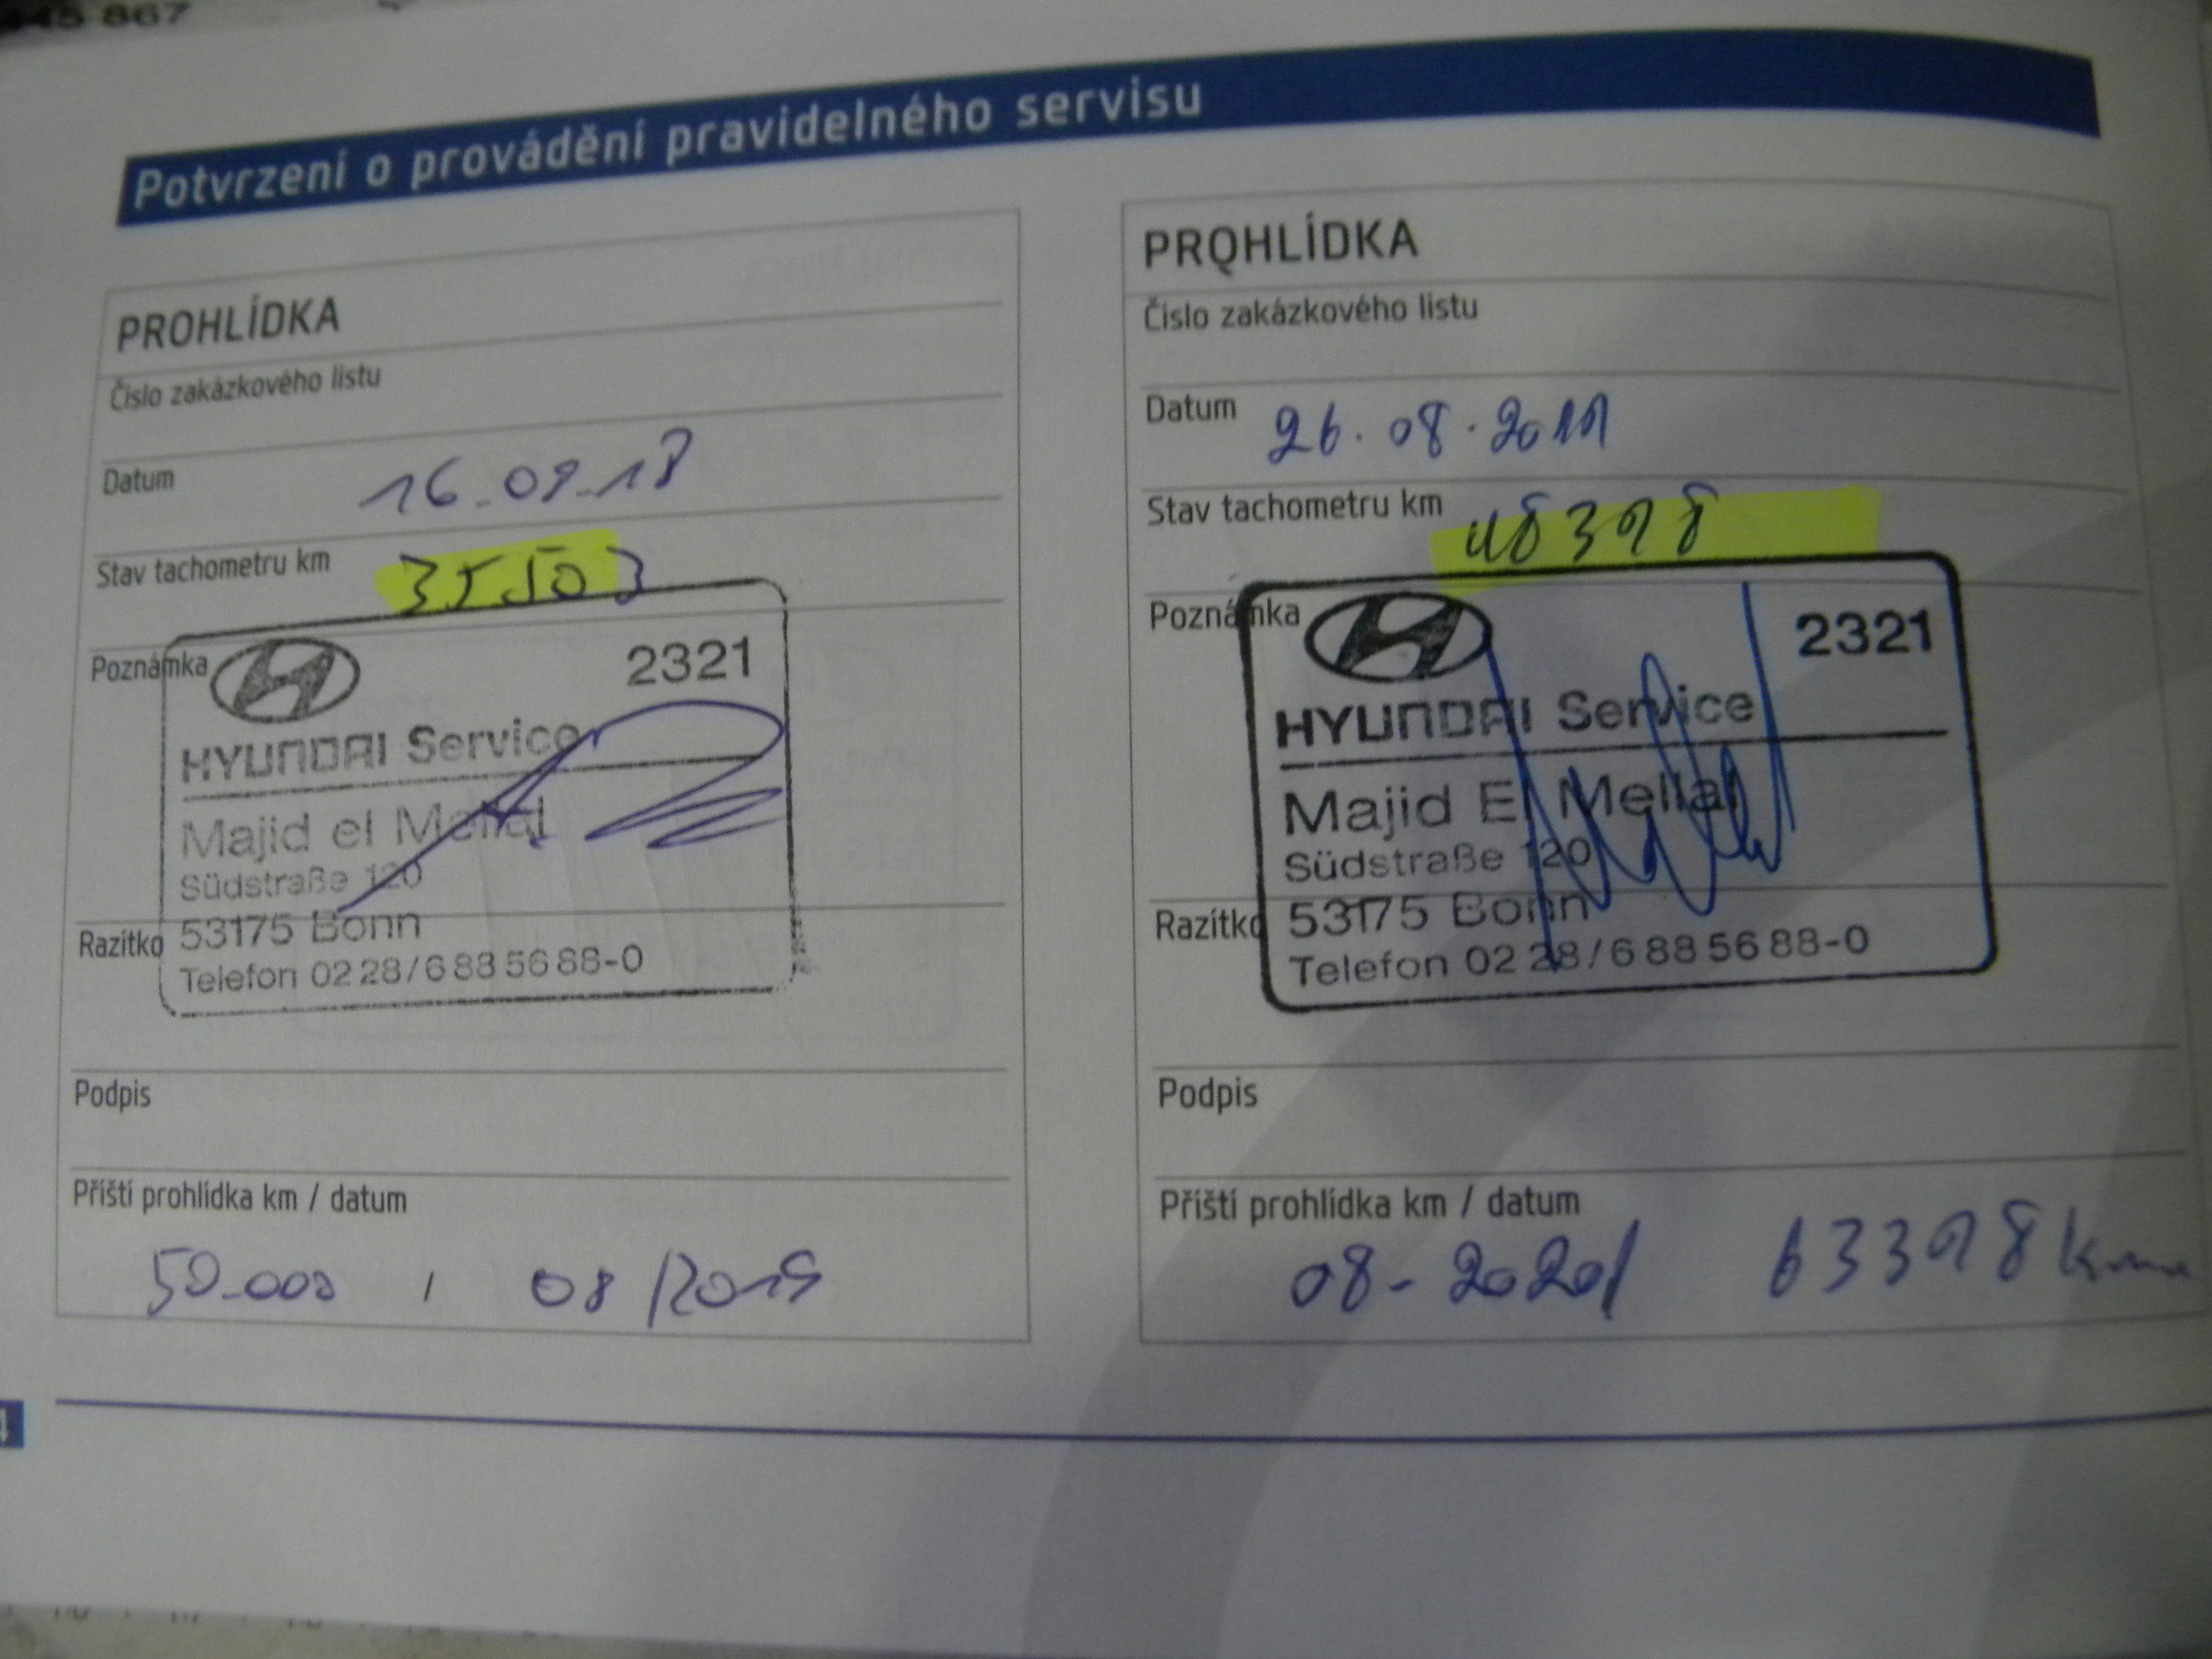 445 867
Potvrzení o provádění pravidelného servisu
PROHLÍDKA
Číslo zakázkového listu
Datum 16-09-18
Stav tachometru km 35503
Poznámka
2321
HYUNDAI Service
Majid el Mellal
Südstraße 120
53175 Bonn
Razítko
Telefon 02 28/6 88 56 88-0
Podpis
Příští prohlídka km / datum
50-000 / 08/2019
PROHLÍDKA
Číslo zakázkového listu
Datum 26.08.2019
Stav tachometru km 48398
Poznámka
2321
HYUNDAI Service
Majid El Mellal
Südstraße 120
53175 Bonn
Razítko
Telefon 02 28/6 88 56 88-0
Podpis
Příští prohlídka km / datum
08-2020/ 63398 km
4